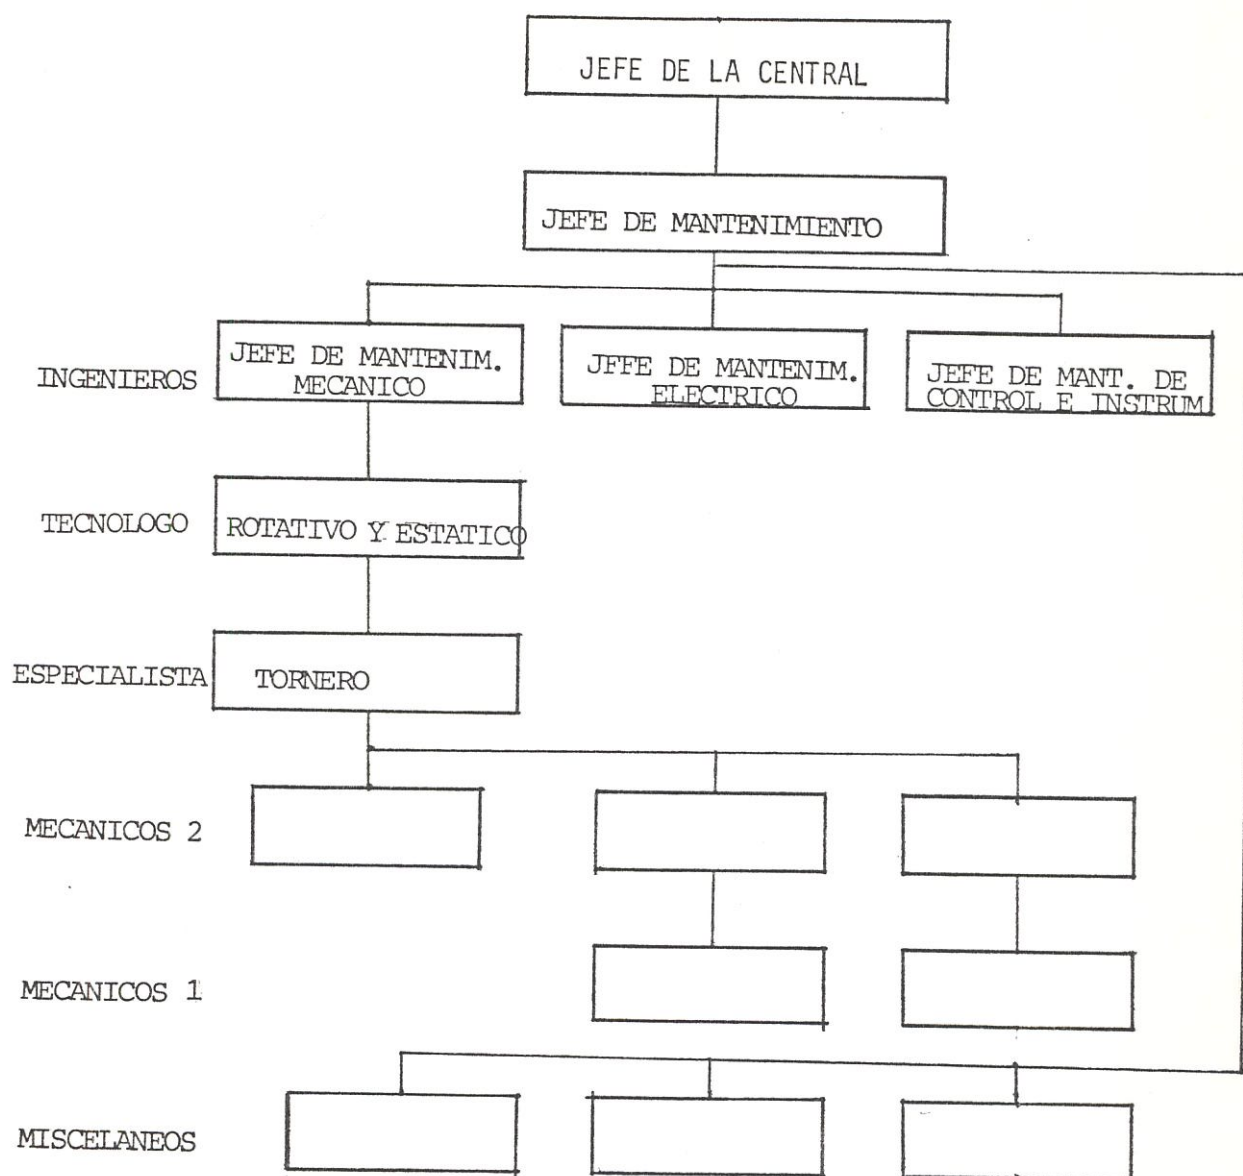 JEFE DE LA CENTRAL
JEFE DE MANTENIMIENTO
INGENIEROS
JEFE DE MANTENIM.
MECANICO
JFFE DE MANTENIM.
ELECTRICO
JEFE DE MANT. DE
CONTROL E INSTRUM
TECNOLOGO
ROTATIVO Y ESTATICO
ESPECIALISTA
TORNERO
MECANICOS 2
MECANICOS 1
MISCELANEOS